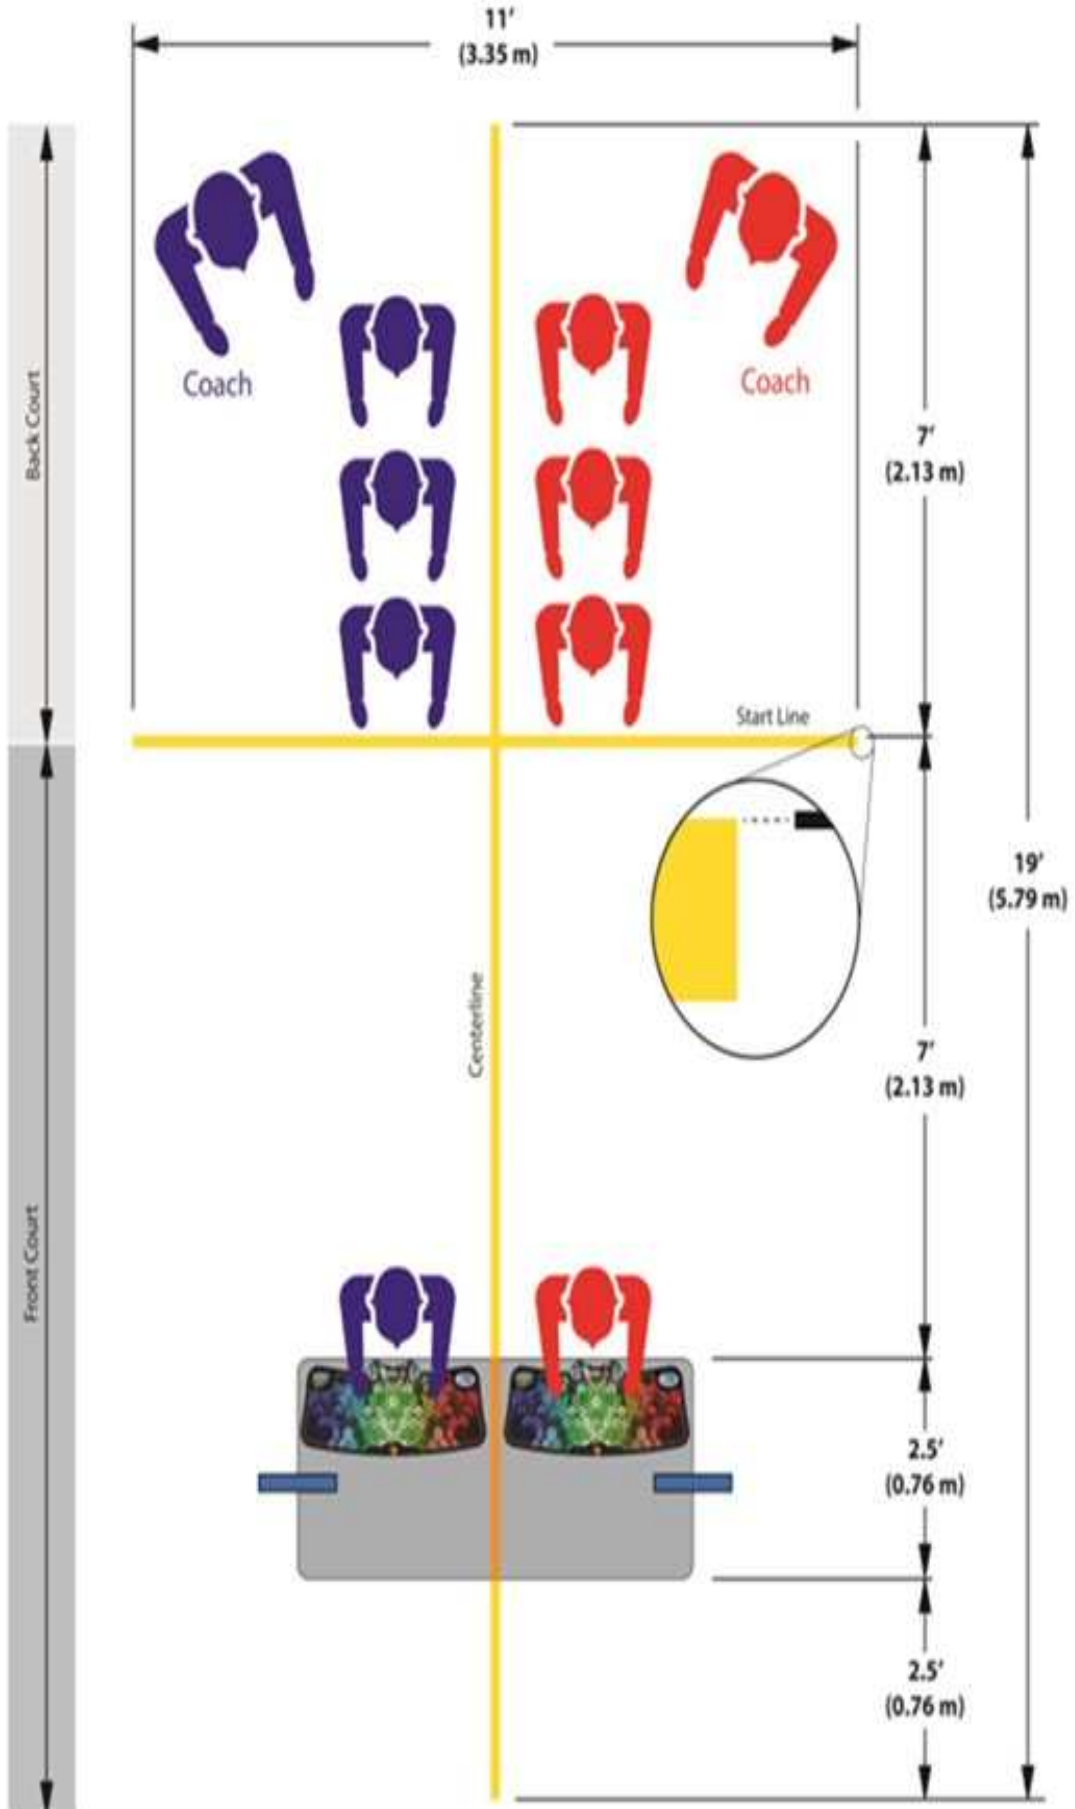 11'
(3.35 m)
Coach
Coach
Back Court
7'
(2.13 m)
Start Line
19'
(5.79 m)
Centerline
7'
(2.13 m)
Front Court
2.5'
(0.76 m)
2.5'
(0.76 m)